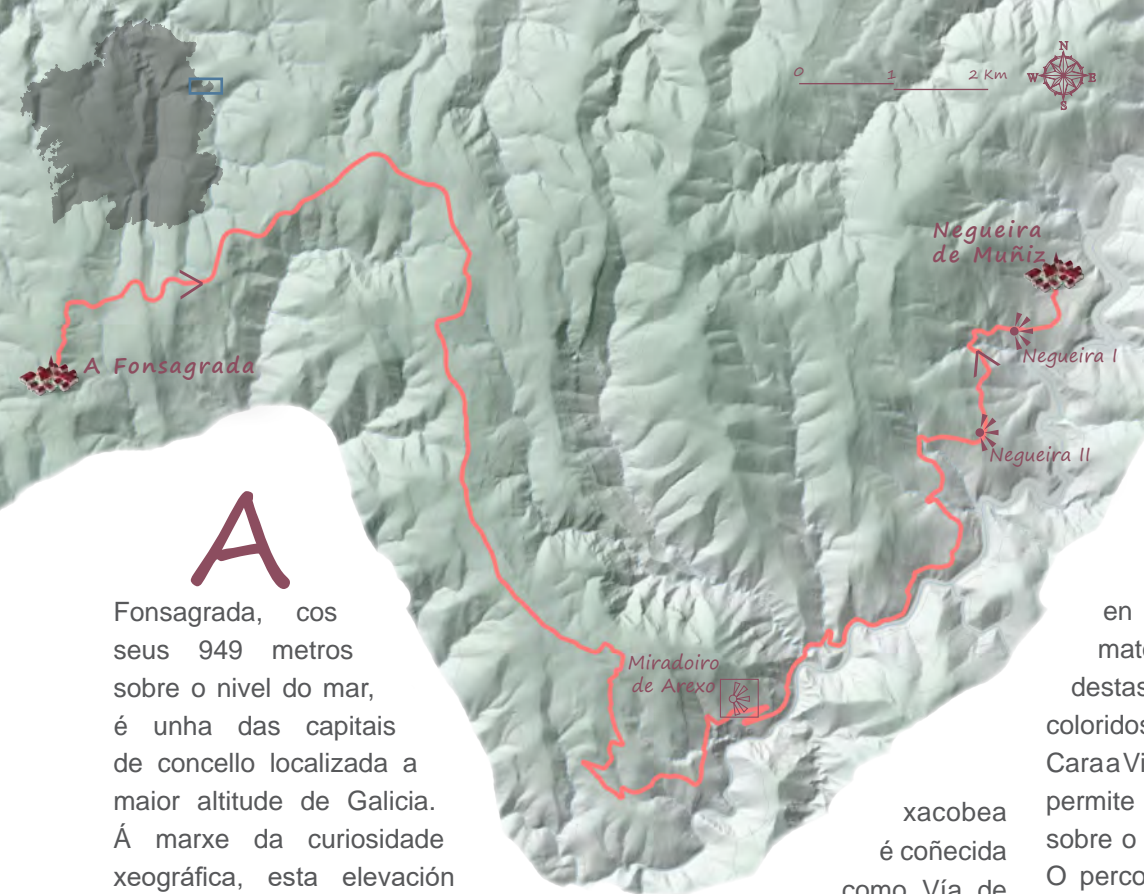 0 1 2 Km
N
W E
S
Negueira
de Muñiz
A Fonsagrada
Negueira I
Negueira II
Miradoiro
de Arexo
A
Fonsagrada, cos
seus 949 metros
sobre o nivel do mar,
é unha das capitais
de concello localizada a
maior altitude de Galicia.
Á marxe da curiosidade
xeográfica, esta elevación
xacobea
é coñecida
como Vía de
en
destas
coloridos
permite
sobre o